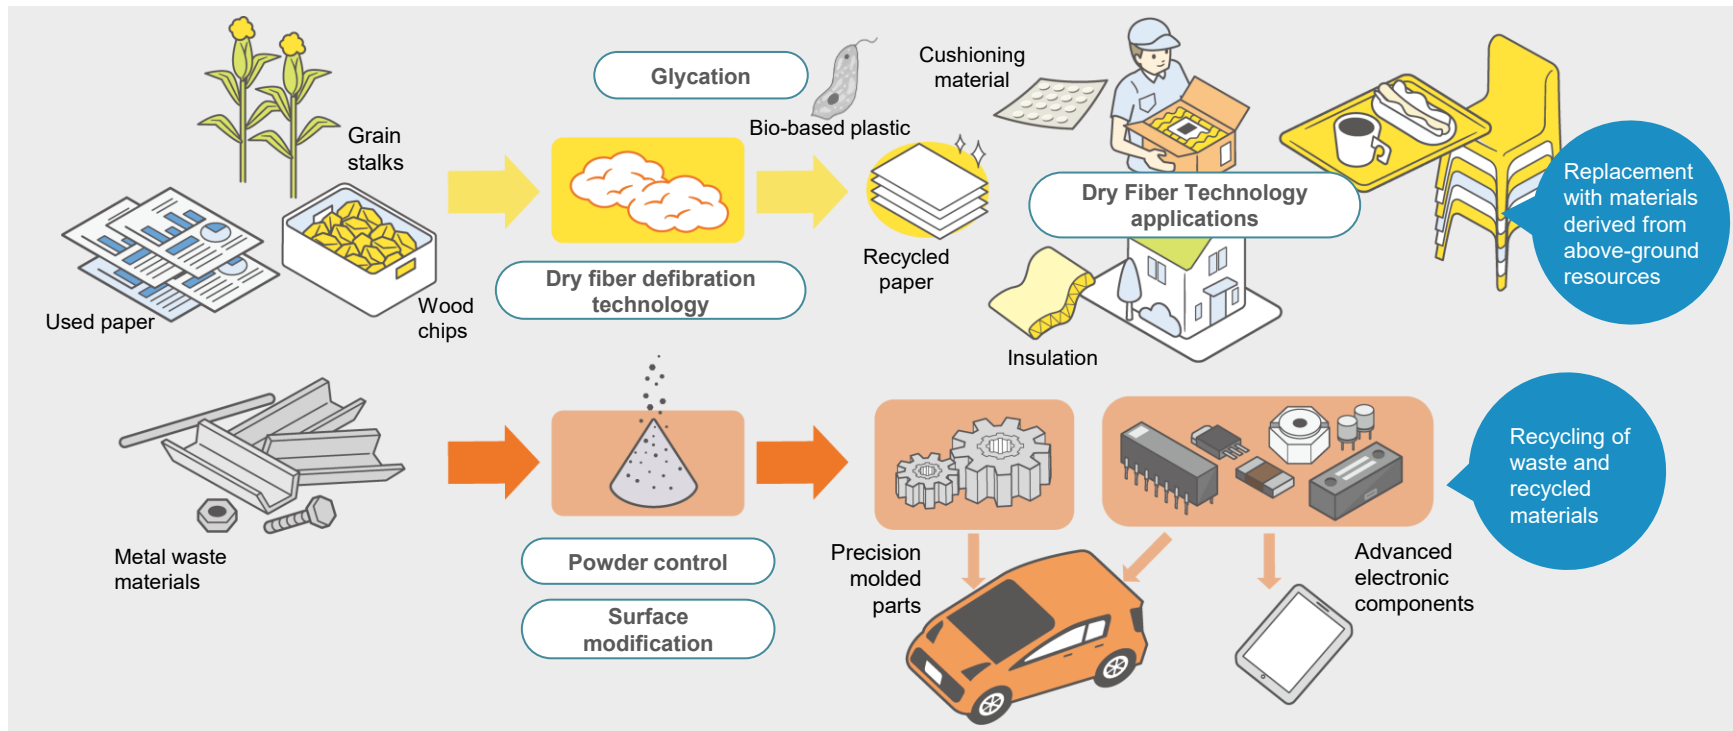 Glycation
Bio-based plastic
Cushioning
material
Grain
stalks
Used paper
Wood
chips
Dry fiber defibration
technology
Recycled
paper
Dry Fiber Technology
applications
Insulation
Replacement
with materials
derived from
above-ground
resources
Metal waste
materials
Powder control
Surface
modification
Precision
molded
parts
Advanced
electronic
components
Recycling of
waste and
recycled
materials